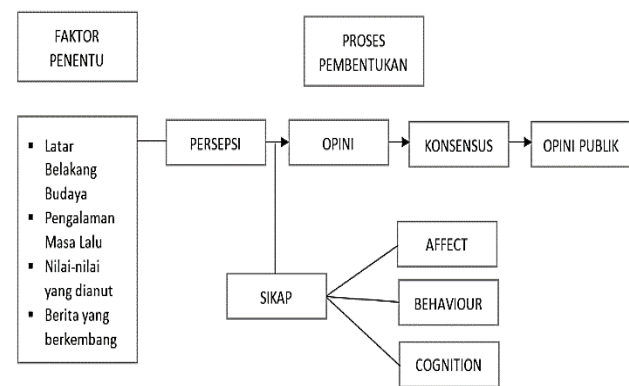 FAKTOR
PENENTU
PROSES
PEMBENTUKAN
▪ Latar
Belakang
Budaya
▪ Pengalaman
Masa Lalu
▪ Nilai-nilai
yang dianut
▪ Berita yang
berkembang
PERSEPSI
OPINI
KONSENSUS
OPINI PUBLIK
SIKAP
AFFECT
BEHAVIOUR
COGNITION